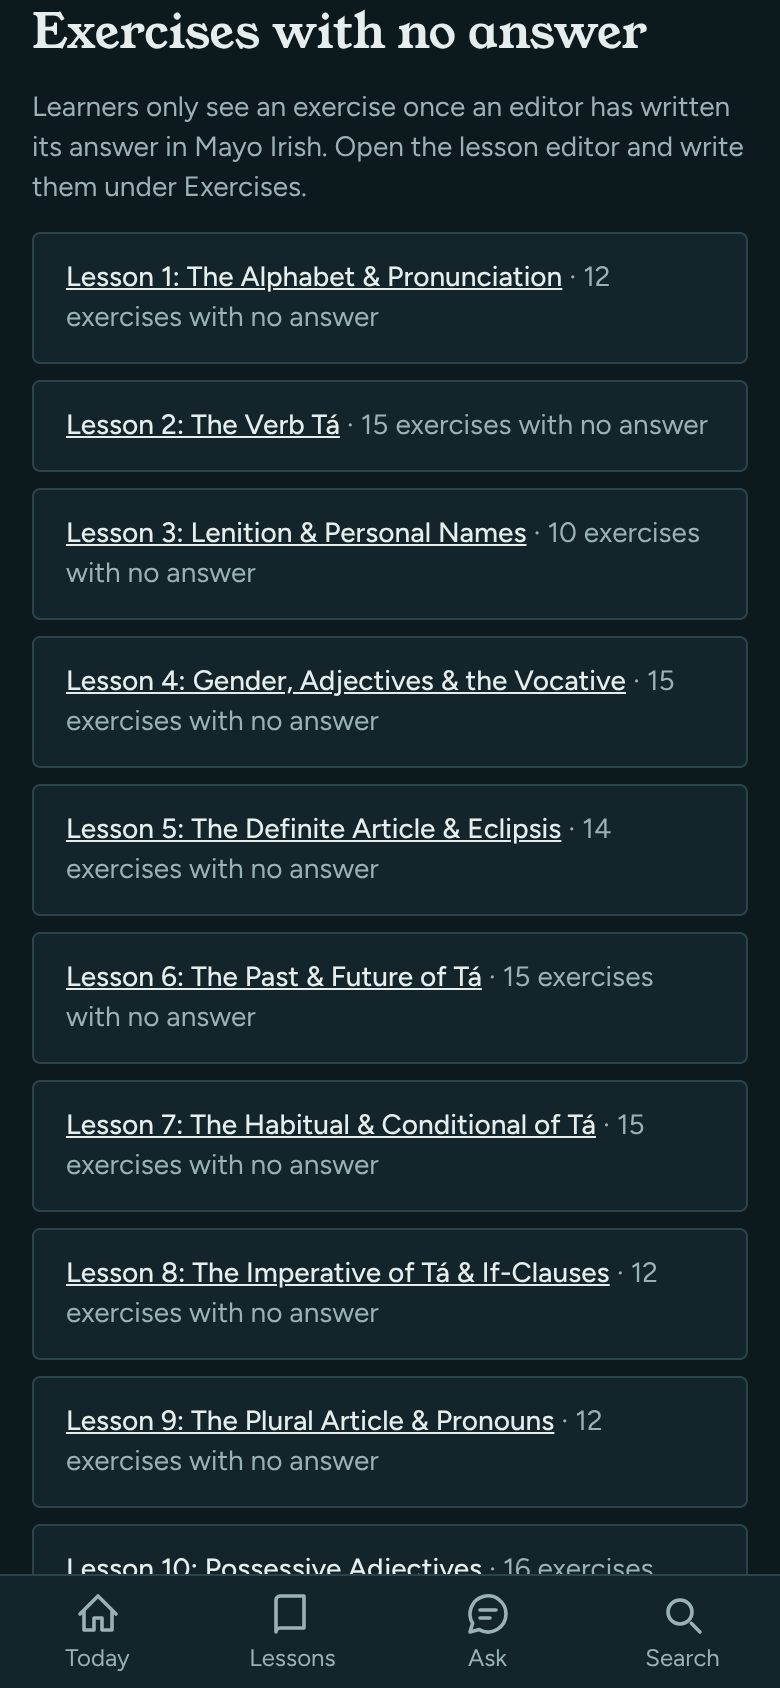 Exercises with no answer
Learners only see an exercise once an editor has written
its answer in Mayo Irish. Open the lesson editor and write
them under Exercises.
Lesson 1: The Alphabet & Pronunciation · 12
exercises with no answer
Lesson 2: The Verb Tá · 15 exercises with no answer
Lesson 3: Lenition & Personal Names · 10 exercises
with no answer
Lesson 4: Gender, Adjectives & the Vocative · 15
exercises with no answer
Lesson 5: The Definite Article & Eclipsis · 14
exercises with no answer
Lesson 6: The Past & Future of Tá · 15 exercises
with no answer
Lesson 7: The Habitual & Conditional of Tá · 15
exercises with no answer
Lesson 8: The Imperative of Tá & If-Clauses · 12
exercises with no answer
Lesson 9: The Plural Article & Pronouns · 12
exercises with no answer
Lesson 10: Possessive Adjectives · 16 exercises
Today
Lessons
Ask
Search